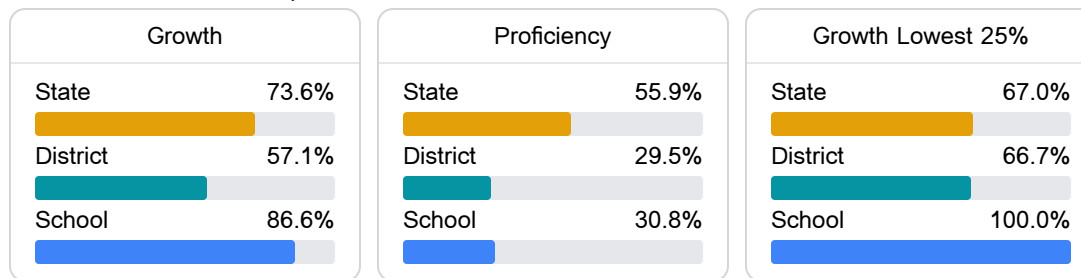 Growth
State 73.6%
District 57.1%
School 86.6%
Proficiency
State 55.9%
District 29.5%
School 30.8%
Growth Lowest 25%
State 67.0%
District 66.7%
School 100.0%